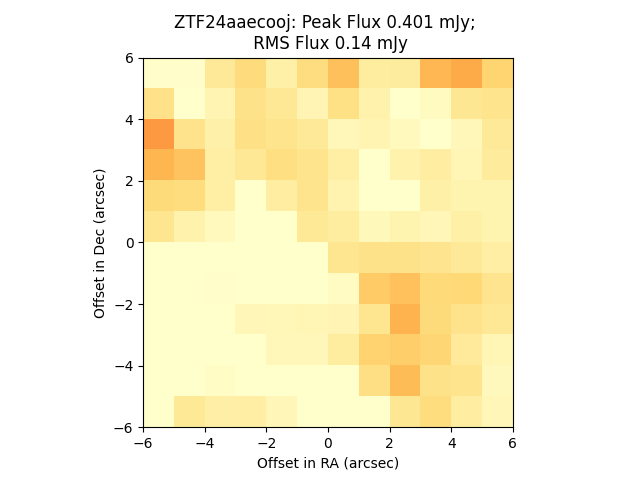 ZTF24aaecooj: Peak Flux 0.401 mJy;
RMS Flux 0.14 mJy
6
4
2
0
−2
−4
−6
Offset in Dec (arcsec)
−6 −4 −2 0 2 4 6
Offset in RA (arcsec)